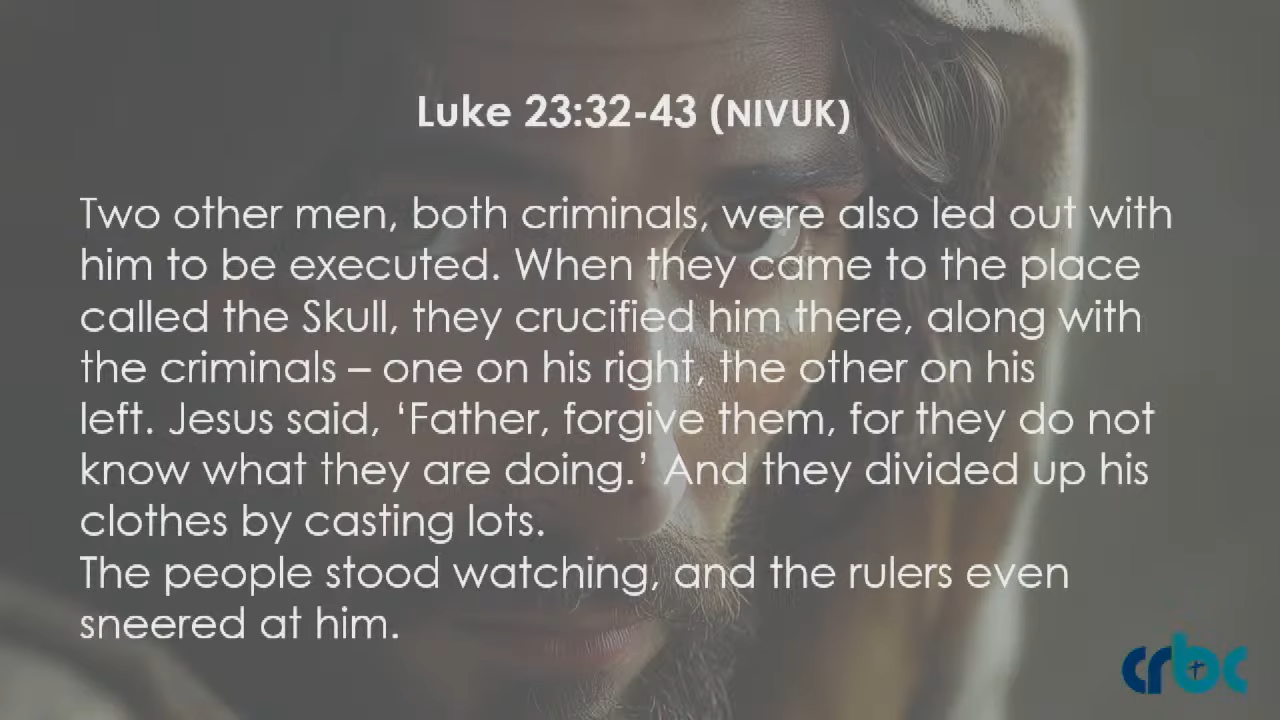 Luke 23:32-43 (NIVUK)
Two other men, both criminals, were also led out with
him to be executed. When they came to the place
called the Skull, they crucified him there, along with
the criminals – one on his right, the other on his
left. Jesus said, ‘Father, forgive them, for they do not
know what they are doing.’ And they divided up his
clothes by casting lots.
The people stood watching, and the rulers even
sneered at him.
crbc